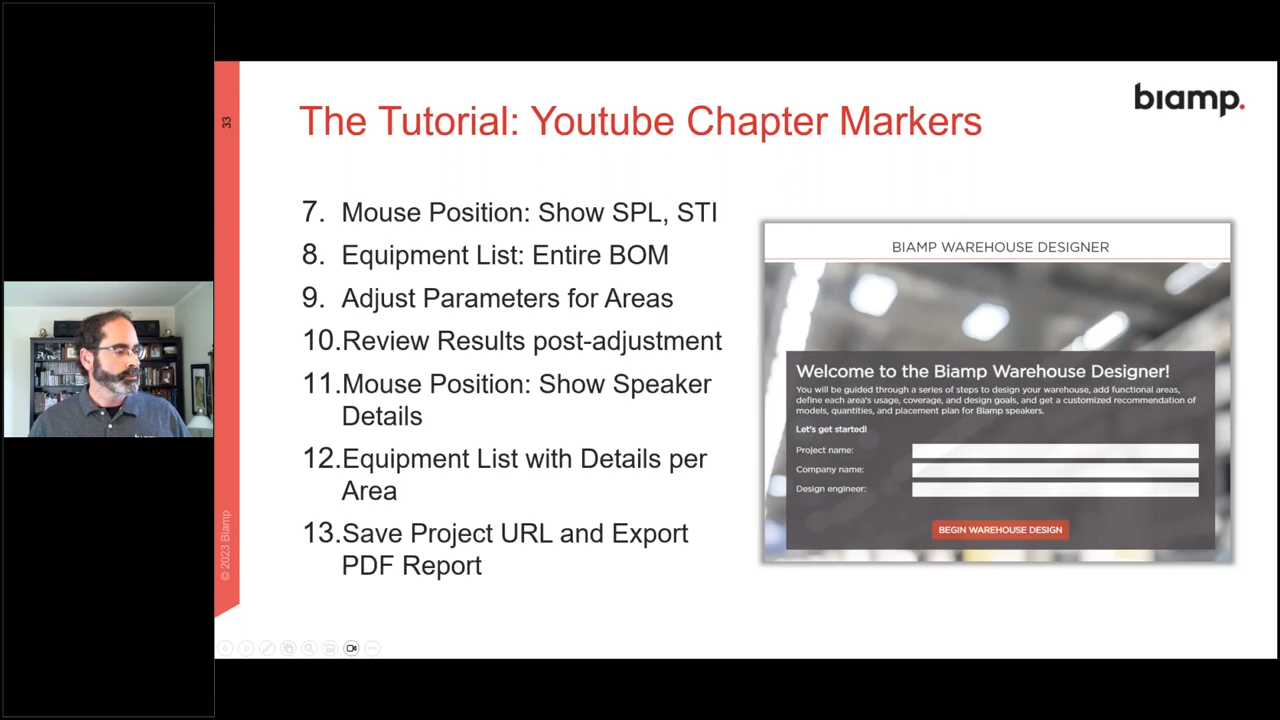 33
The Tutorial: Youtube Chapter Markers
biamp.
7. Mouse Position: Show SPL, STI
8. Equipment List: Entire BOM
9. Adjust Parameters for Areas
10.Review Results post-adjustment
11.Mouse Position: Show Speaker
Details
12.Equipment List with Details per
Area
13.Save Project URL and Export
PDF Report
BIAMP WAREHOUSE DESIGNER
Welcome to the Biamp Warehouse Designer!
You will be guided through a series of steps to design your warehouse, add functional areas,
define each area's usage, coverage, and design goals, and get a customized recommendation of
models, quantities, and placement plan for Biamp speakers.
Let's get started!
Project name:
Company name:
Design engineer:
BEGIN WAREHOUSE DESIGN
© 2023 Biamp